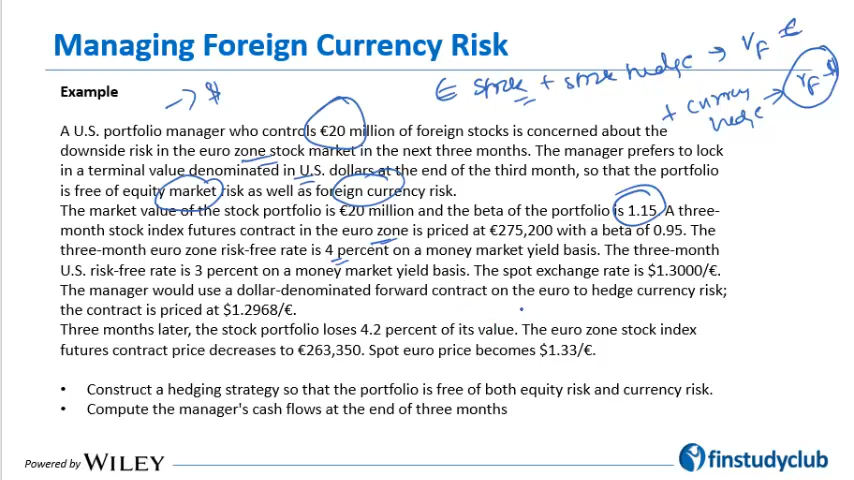 Managing Foreign Currency Risk
€ stock + stock hedge → rF €
+ currency hedge → rF $
Example
→ $
A U.S. portfolio manager who controls €20 million of foreign stocks is concerned about the
downside risk in the euro zone stock market in the next three months. The manager prefers to lock
in a terminal value denominated in U.S. dollars at the end of the third month, so that the portfolio
is free of equity market risk as well as foreign currency risk.
The market value of the stock portfolio is €20 million and the beta of the portfolio is 1.15. A three-
month stock index futures contract in the euro zone is priced at €275,200 with a beta of 0.95. The
three-month euro zone risk-free rate is 4 percent on a money market yield basis. The three-month
U.S. risk-free rate is 3 percent on a money market yield basis. The spot exchange rate is $1.3000/€.
The manager would use a dollar-denominated forward contract on the euro to hedge currency risk;
the contract is priced at $1.2968/€.
Three months later, the stock portfolio loses 4.2 percent of its value. The euro zone stock index
futures contract price decreases to €263,350. Spot euro price becomes $1.33/€.
• Construct a hedging strategy so that the portfolio is free of both equity risk and currency risk.
• Compute the manager's cash flows at the end of three months
Powered by WILEY
finstudyclub